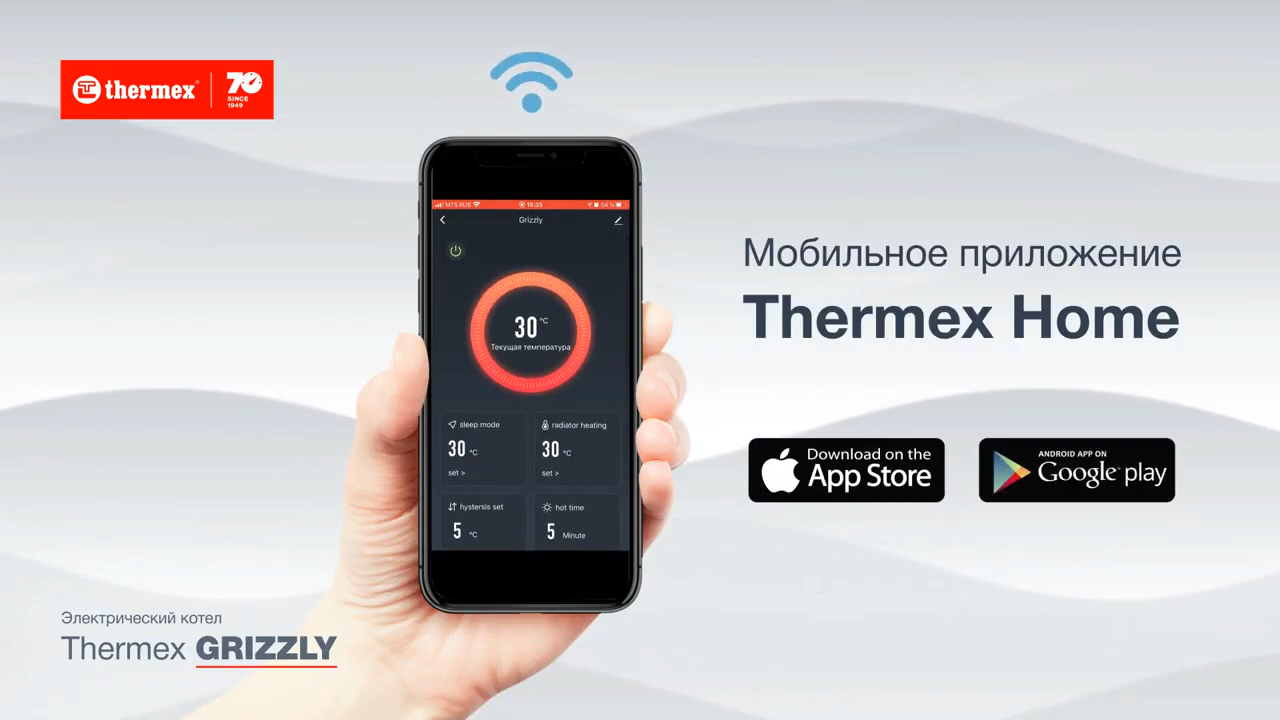 thermex
70
SINCE
1949
MTS RUS 15:33 54 %
Grizzly
30 °C
Текущая температура
sleep mode
30 °C
set >
radiator heating
30 °C
set >
hystersis set
5 °C
hot time
5 Minute
Мобильное приложение
Thermex Home
Download on the
App Store
ANDROID APP ON
Google play
Электрический котел
Thermex GRIZZLY